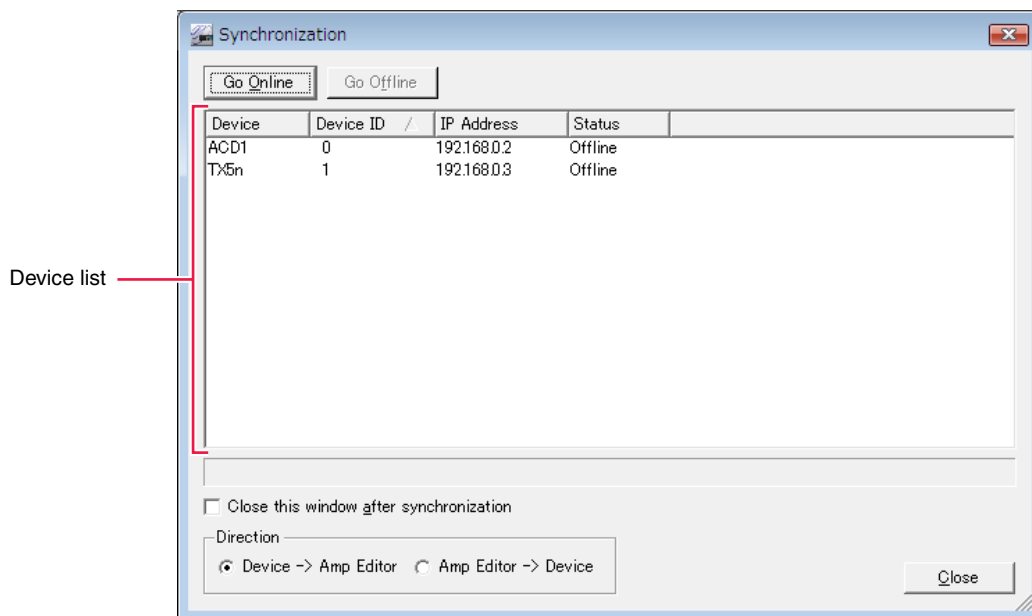 Synchronization
Go Online Go Offline
Device Device ID IP Address Status
ACD1 0 192.168.0.2 Offline
TX5n 1 192.168.0.3 Offline
Device list
Close this window after synchronization
Direction
Device -> Amp Editor Amp Editor -> Device
Close